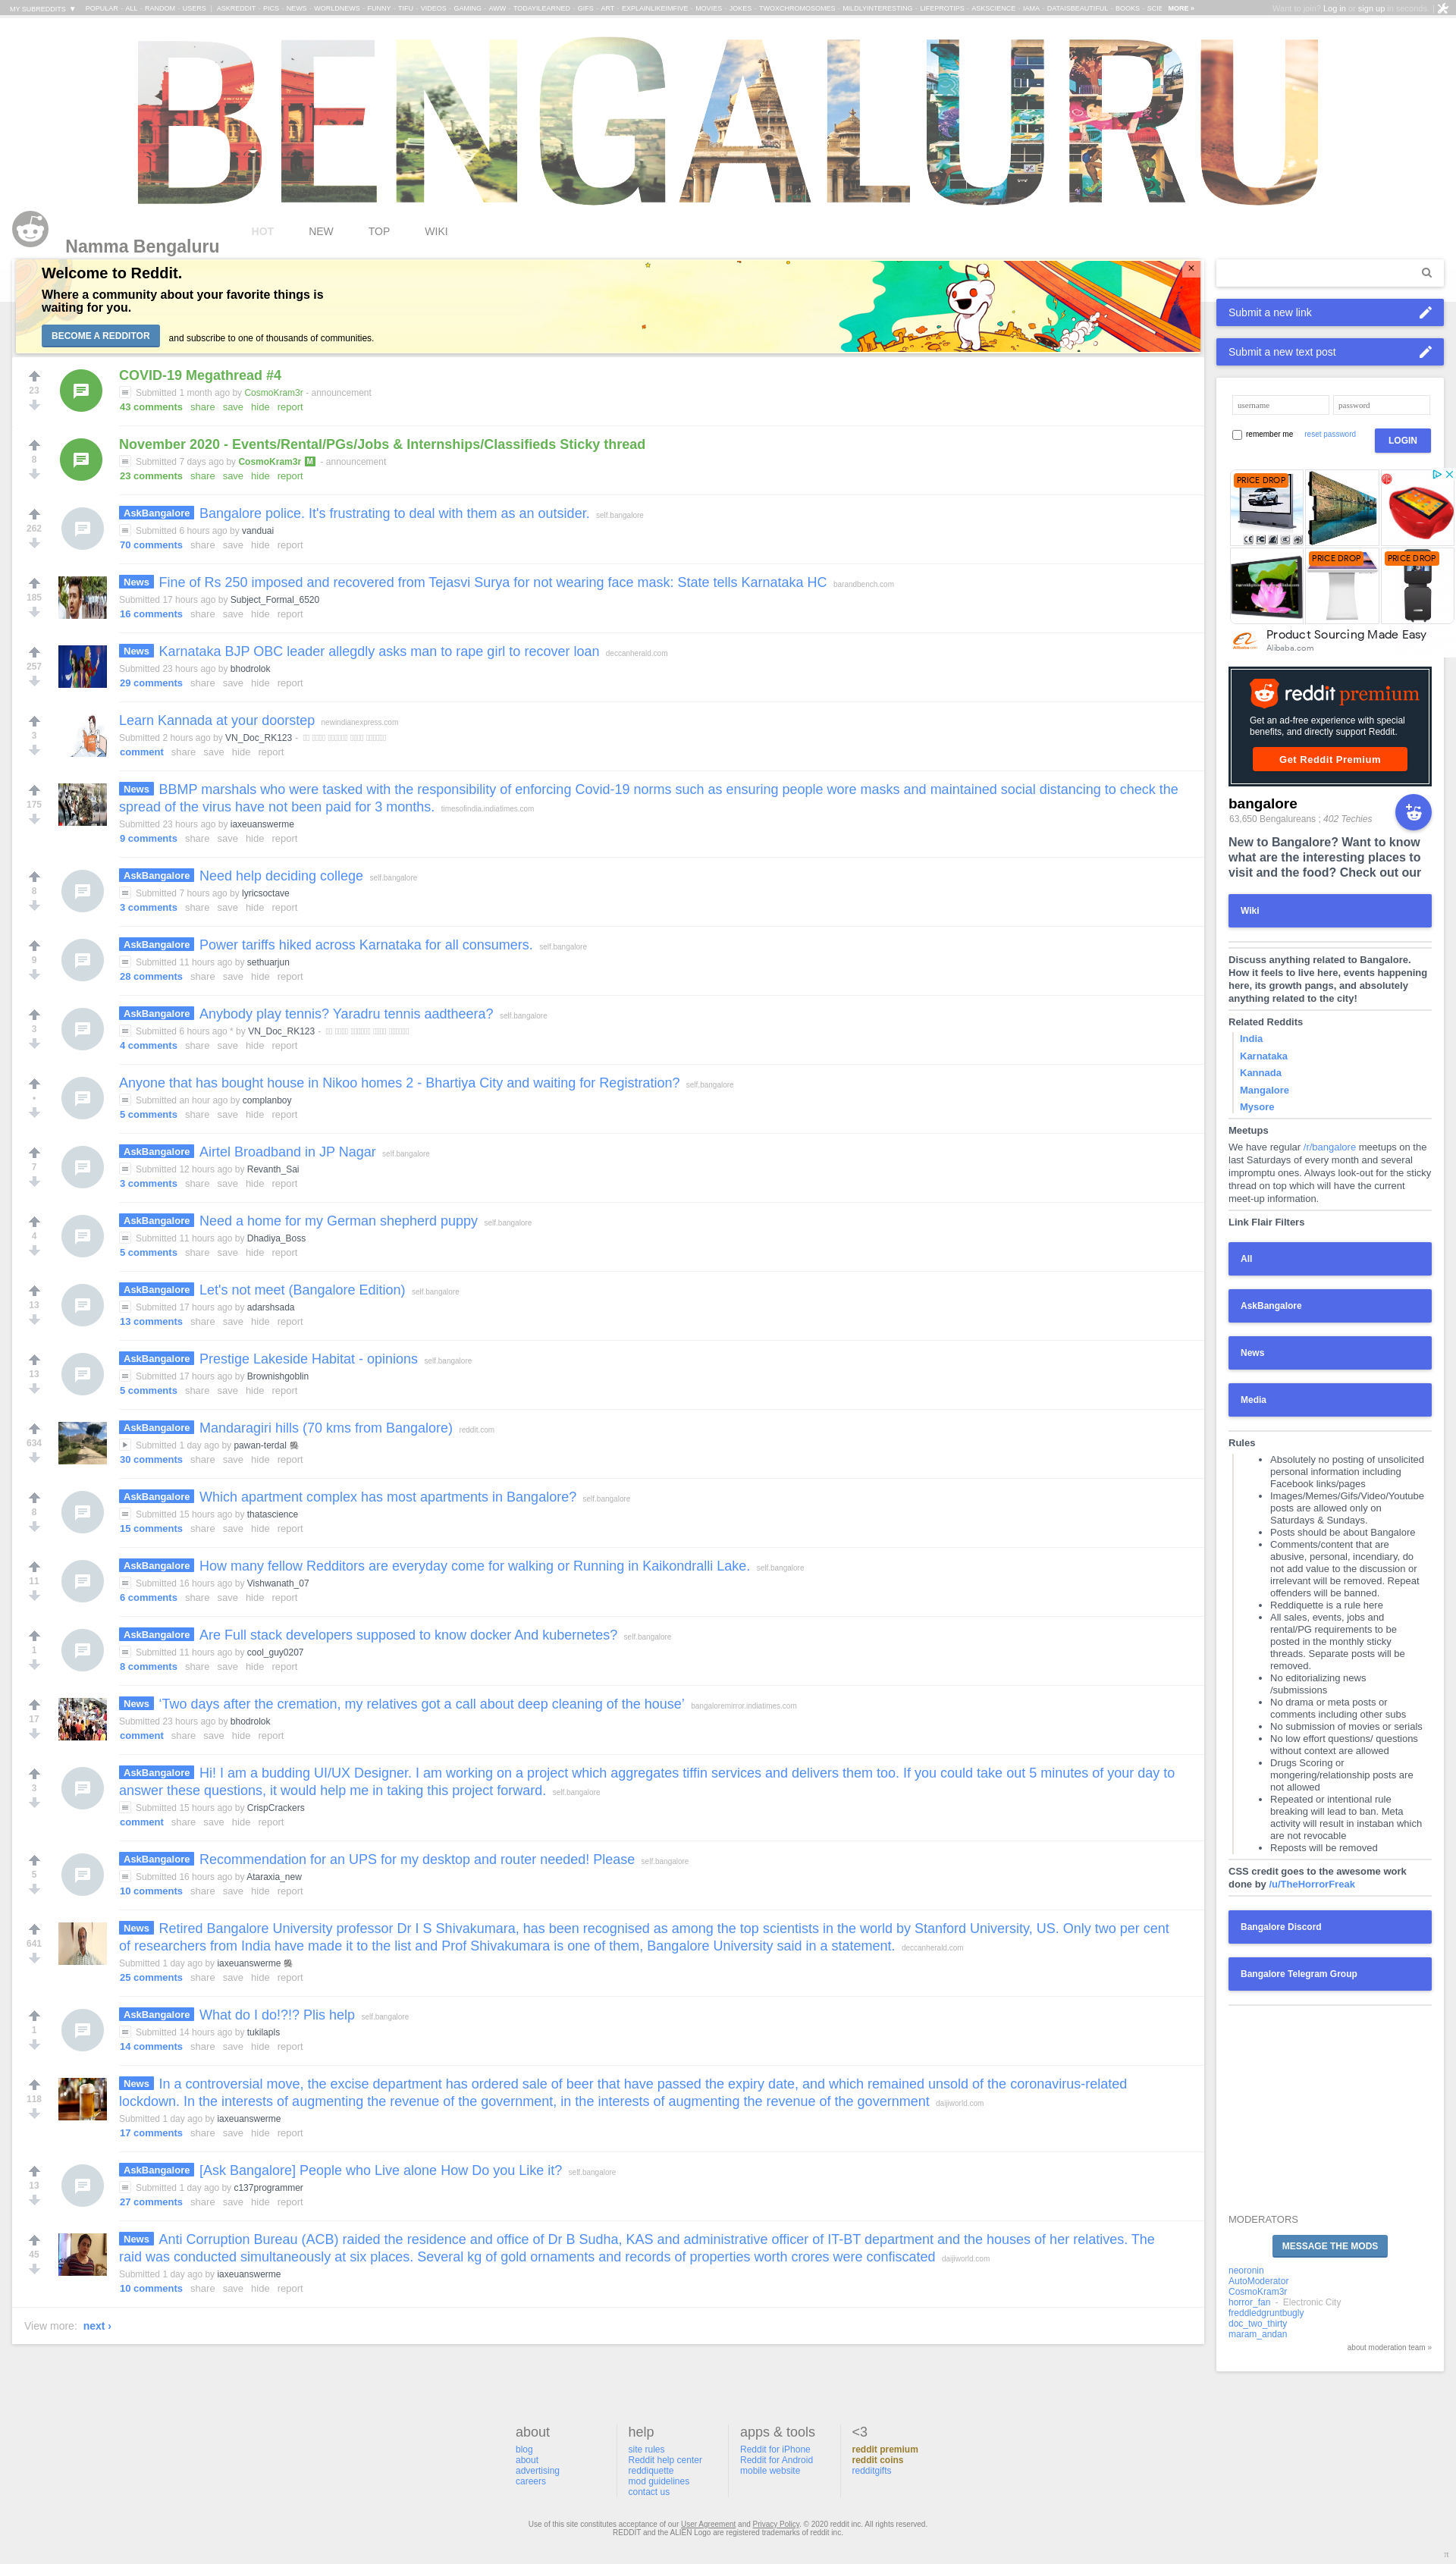 MY SUBREDDITS ▼ POPULAR - ALL - RANDOM - USERS | ASKREDDIT - PICS - NEWS - WORLDNEWS - FUNNY - TIFU - VIDEOS - GAMING - AWW - TODAYILEARNED - GIFS - ART - EXPLAINLIKEIMFIVE - MOVIES - JOKES - TWOXCHROMOSOMES - MILDLYINTERESTING - LIFEPROTIPS - ASKSCIENCE - IAMA - DATAISBEAUTIFUL - BOOKS - SCIE MORE »
Want to join? Log in or sign up in seconds.
BENGALURU
Namma Bengaluru
HOT NEW TOP WIKI
Welcome to Reddit.
Where a community about your favorite things is
waiting for you.
BECOME A REDDITOR and subscribe to one of thousands of communities.
×
23
COVID-19 Megathread #4
Submitted 1 month ago by CosmoKram3r - announcement
43 comments share save hide report
8
November 2020 - Events/Rental/PGs/Jobs & Internships/Classifieds Sticky thread
Submitted 7 days ago by CosmoKram3r M - announcement
23 comments share save hide report
262
AskBangalore Bangalore police. It's frustrating to deal with them as an outsider. self.bangalore
Submitted 6 hours ago by vanduai
70 comments share save hide report
185
News Fine of Rs 250 imposed and recovered from Tejasvi Surya for not wearing face mask: State tells Karnataka HC barandbench.com
Submitted 17 hours ago by Subject_Formal_6520
16 comments share save hide report
257
News Karnataka BJP OBC leader allegdly asks man to rape girl to recover loan deccanherald.com
Submitted 23 hours ago by bhodrolok
29 comments share save hide report
3
Learn Kannada at your doorstep newindianexpress.com
Submitted 2 hours ago by VN_Doc_RK123 -
comment share save hide report
175
News BBMP marshals who were tasked with the responsibility of enforcing Covid-19 norms such as ensuring people wore masks and maintained social distancing to check the
spread of the virus have not been paid for 3 months. timesofindia.indiatimes.com
Submitted 23 hours ago by iaxeuanswerme
9 comments share save hide report
8
AskBangalore Need help deciding college self.bangalore
Submitted 7 hours ago by lyricsoctave
3 comments share save hide report
9
AskBangalore Power tariffs hiked across Karnataka for all consumers. self.bangalore
Submitted 11 hours ago by sethuarjun
28 comments share save hide report
3
AskBangalore Anybody play tennis? Yaradru tennis aadtheera? self.bangalore
Submitted 6 hours ago * by VN_Doc_RK123 -
4 comments share save hide report
•
Anyone that has bought house in Nikoo homes 2 - Bhartiya City and waiting for Registration? self.bangalore
Submitted an hour ago by complanboy
5 comments share save hide report
7
AskBangalore Airtel Broadband in JP Nagar self.bangalore
Submitted 12 hours ago by Revanth_Sai
3 comments share save hide report
4
AskBangalore Need a home for my German shepherd puppy self.bangalore
Submitted 11 hours ago by Dhadiya_Boss
5 comments share save hide report
13
AskBangalore Let's not meet (Bangalore Edition) self.bangalore
Submitted 17 hours ago by adarshsada
13 comments share save hide report
13
AskBangalore Prestige Lakeside Habitat - opinions self.bangalore
Submitted 17 hours ago by Brownishgoblin
5 comments share save hide report
634
AskBangalore Mandaragiri hills (70 kms from Bangalore) reddit.com
Submitted 1 day ago by pawan-terdal
30 comments share save hide report
8
AskBangalore Which apartment complex has most apartments in Bangalore? self.bangalore
Submitted 15 hours ago by thatascience
15 comments share save hide report
11
AskBangalore How many fellow Redditors are everyday come for walking or Running in Kaikondralli Lake. self.bangalore
Submitted 16 hours ago by Vishwanath_07
6 comments share save hide report
1
AskBangalore Are Full stack developers supposed to know docker And kubernetes? self.bangalore
Submitted 11 hours ago by cool_guy0207
8 comments share save hide report
17
News ‘Two days after the cremation, my relatives got a call about deep cleaning of the house’ bangaloremirror.indiatimes.com
Submitted 23 hours ago by bhodrolok
comment share save hide report
3
AskBangalore Hi! I am a budding UI/UX Designer. I am working on a project which aggregates tiffin services and delivers them too. If you could take out 5 minutes of your day to
answer these questions, it would help me in taking this project forward. self.bangalore
Submitted 15 hours ago by CrispCrackers
comment share save hide report
5
AskBangalore Recommendation for an UPS for my desktop and router needed! Please self.bangalore
Submitted 16 hours ago by Ataraxia_new
10 comments share save hide report
641
News Retired Bangalore University professor Dr I S Shivakumara, has been recognised as among the top scientists in the world by Stanford University, US. Only two per cent
of researchers from India have made it to the list and Prof Shivakumara is one of them, Bangalore University said in a statement. deccanherald.com
Submitted 1 day ago by iaxeuanswerme
25 comments share save hide report
1
AskBangalore What do I do!?!? Plis help self.bangalore
Submitted 14 hours ago by tukilapls
14 comments share save hide report
118
News In a controversial move, the excise department has ordered sale of beer that have passed the expiry date, and which remained unsold of the coronavirus-related
lockdown. In the interests of augmenting the revenue of the government, in the interests of augmenting the revenue of the government daijiworld.com
Submitted 1 day ago by iaxeuanswerme
17 comments share save hide report
13
AskBangalore [Ask Bangalore] People who Live alone How Do you Like it? self.bangalore
Submitted 1 day ago by c137programmer
27 comments share save hide report
45
News Anti Corruption Bureau (ACB) raided the residence and office of Dr B Sudha, KAS and administrative officer of IT-BT department and the houses of her relatives. The
raid was conducted simultaneously at six places. Several kg of gold ornaments and records of properties worth crores were confiscated daijiworld.com
Submitted 1 day ago by iaxeuanswerme
10 comments share save hide report
View more: next ›
Submit a new link
Submit a new text post
username password
remember me reset password LOGIN
PRICE DROP
PRICE DROP PRICE DROP
Product Sourcing Made Easy
Alibaba.com
reddit premium
Get an ad-free experience with special
benefits, and directly support Reddit.
Get Reddit Premium
bangalore
63,650 Bengalureans ; 402 Techies
New to Bangalore? Want to know
what are the interesting places to
visit and the food? Check out our
Wiki
Discuss anything related to Bangalore.
How it feels to live here, events happening
here, its growth pangs, and absolutely
anything related to the city!
Related Reddits
India
Karnataka
Kannada
Mangalore
Mysore
Meetups
We have regular /r/bangalore meetups on the
last Saturdays of every month and several
impromptu ones. Always look-out for the sticky
thread on top which will have the current
meet-up information.
Link Flair Filters
All
AskBangalore
News
Media
Rules
• Absolutely no posting of unsolicited
personal information including
Facebook links/pages
• Images/Memes/Gifs/Video/Youtube
posts are allowed only on
Saturdays & Sundays.
• Posts should be about Bangalore
• Comments/content that are
abusive, personal, incendiary, do
not add value to the discussion or
irrelevant will be removed. Repeat
offenders will be banned.
• Reddiquette is a rule here
• All sales, events, jobs and
rental/PG requirements to be
posted in the monthly sticky
threads. Separate posts will be
removed.
• No editorializing news
/submissions
• No drama or meta posts or
comments including other subs
• No submission of movies or serials
• No low effort questions/ questions
without context are allowed
• Drugs Scoring or
mongering/relationship posts are
not allowed
• Repeated or intentional rule
breaking will lead to ban. Meta
activity will result in instaban which
are not revocable
• Reposts will be removed
CSS credit goes to the awesome work
done by /u/TheHorrorFreak
Bangalore Discord
Bangalore Telegram Group
MODERATORS
MESSAGE THE MODS
neoronin
AutoModerator
CosmoKram3r
horror_fan - Electronic City
freddledgruntbugly
doc_two_thirty
maram_andan
about moderation team »
about
blog
about
advertising
careers
help
site rules
Reddit help center
reddiquette
mod guidelines
contact us
apps & tools
Reddit for iPhone
Reddit for Android
mobile website
<3
reddit premium
reddit coins
redditgifts
Use of this site constitutes acceptance of our User Agreement and Privacy Policy. © 2020 reddit inc. All rights reserved.
REDDIT and the ALIEN Logo are registered trademarks of reddit inc.
π